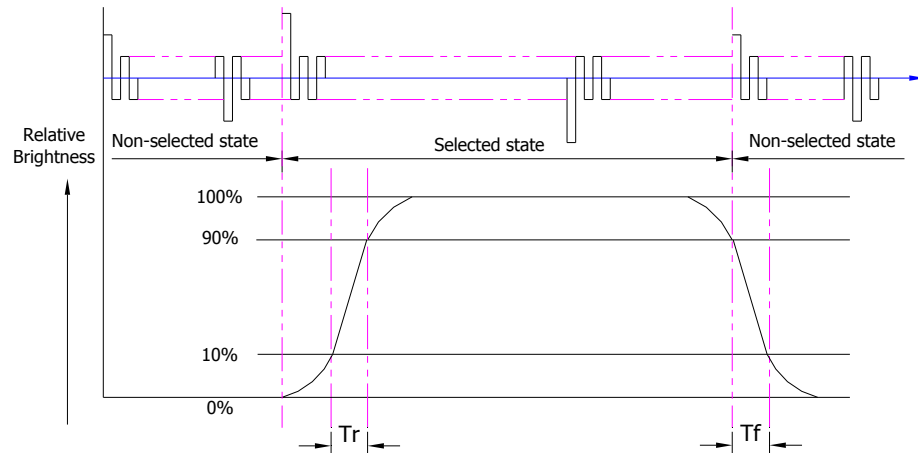 Relative
Brightness
Non-selected state
Selected state
Non-selected state
100%
90%
10%
0%
Tr
Tf